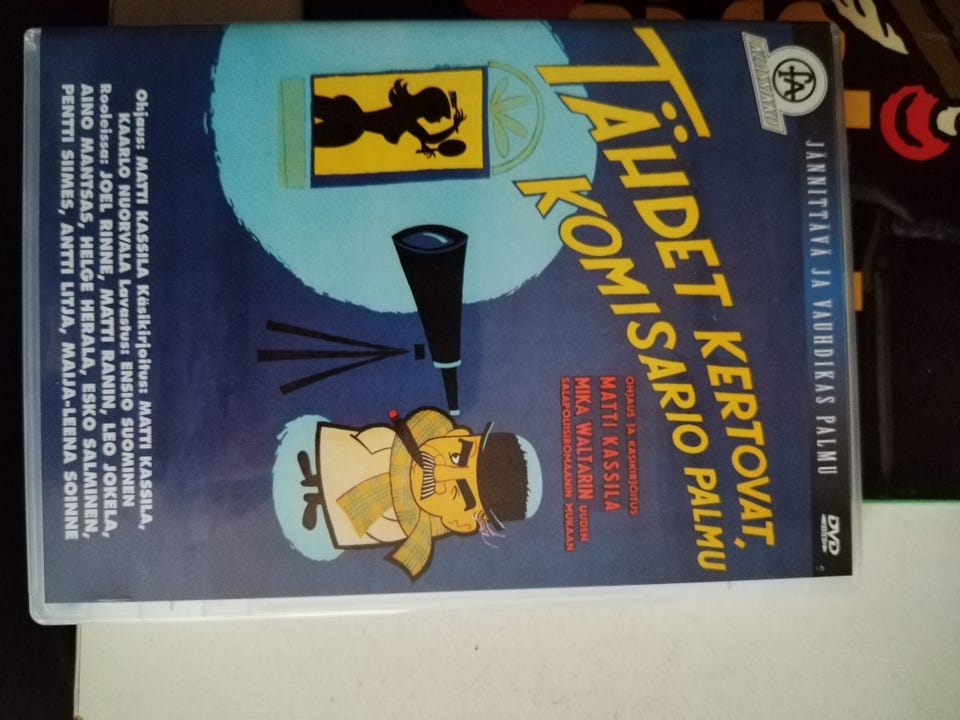 JÄNNITTÄVÄ JA VAUHDIKAS PALMU
DVD
FA
TÄHDET KERTOVAT,
KOMISARIO PALMU
OHJAUS JA KÄSIKIRJOITUS
MATTI KASSILA
MIKA WALTARIN UUDEN
SALAPOLIISIROMAANIN MUKAAN
Ohjaus: MATTI KASSILA Käsikirjoitus: MATTI KASSILA,
KAARLO NUORVALA Lavastus: ENSIO SUOMINEN
Rooleissa: JOEL RINNE, MATTI RANIN, LEO JOKELA,
AINO MANTSAS, HELGE HERALA, ESKO SALMINEN,
PENTTI SIIMES, ANTTI LITJA, MAIJA-LEENA SOINNE